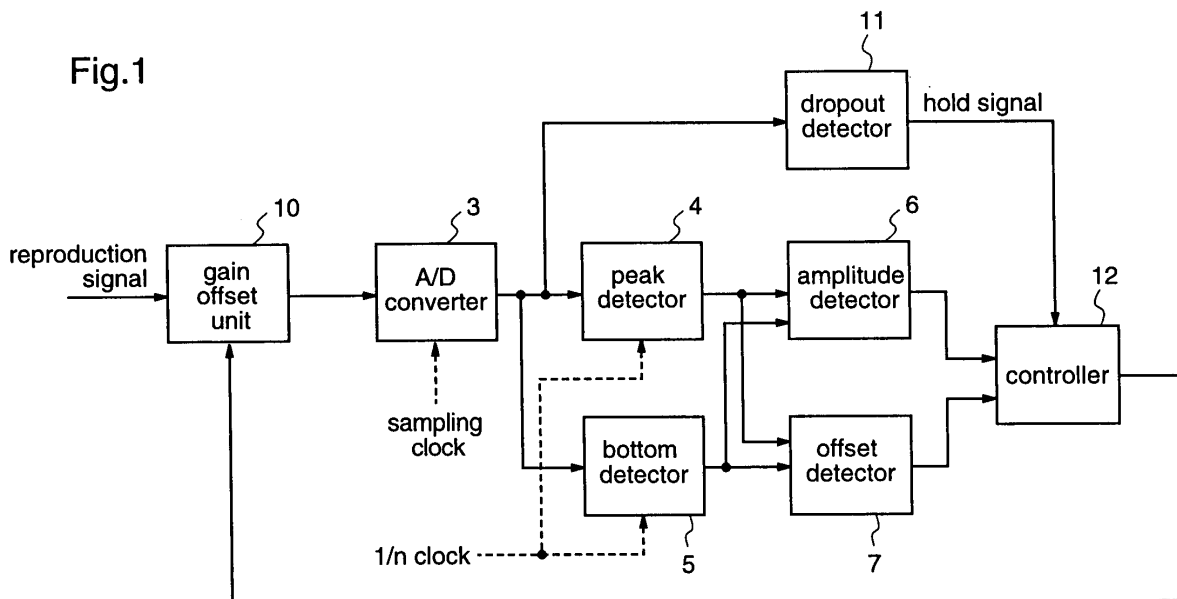 Fig.1
11
dropout
detector
hold signal
10
3
4
6
12
reproduction
signal
gain
offset
unit
A/D
converter
peak
detector
amplitude
detector
controller
sampling
clock
bottom
detector
offset
detector
1/n clock
5
7